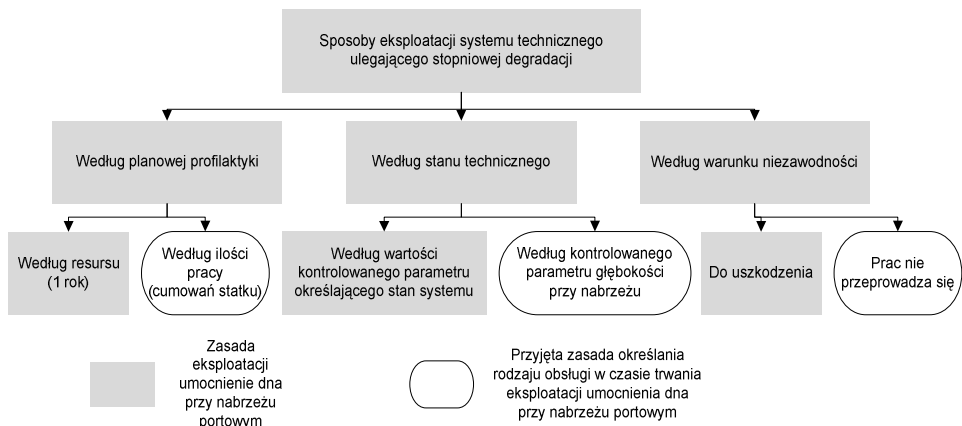 Sposoby eksploatacji systemu technicznego
ulegającego stopniowej degradacji
Według planowej profilaktyki
Według stanu technicznego
Według warunku niezawodności
Według resursu
(1 rok)
Według ilości
pracy
(cumowań statku)
Według wartości
kontrolowanego parametru
określającego stan systemu
Według kontrolowanego
parametru głębokości
przy nabrzeżu
Do uszkodzenia
Prac nie
przeprowadza się
Zasada
eksploatacji
umocnienie dna
przy nabrzeżu
portowym
Przyjęta zasada określania
rodzaju obsługi w czasie trwania
eksploatacji umocnienia dna
przy nabrzeżu portowym